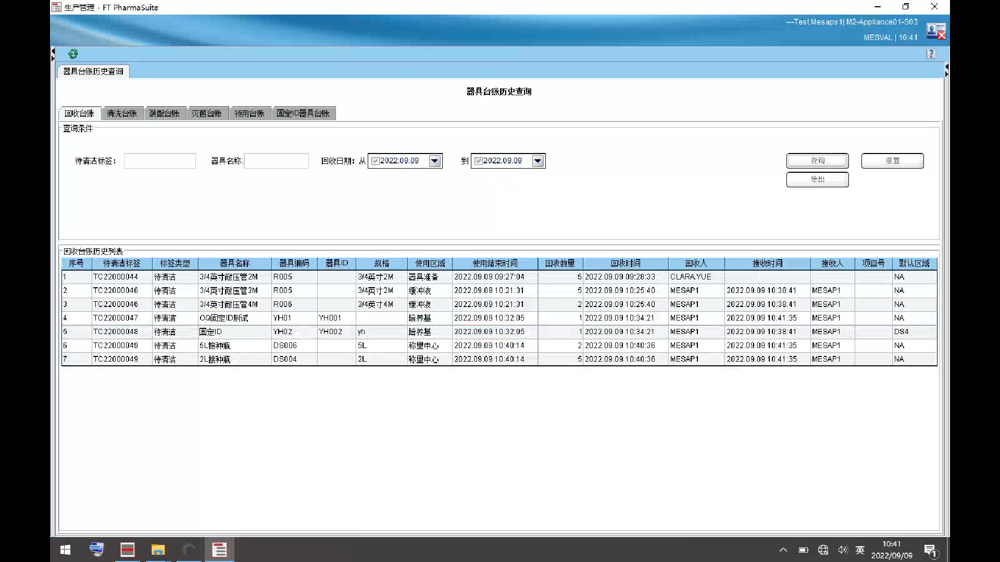 生产管理 - FT PharmaSuite
---Test.Mesaps1| M2-Appliance01-S03
MESVAL | 10:41
?
器具台账历史查询
器具台账历史查询
回收台账 清洗台账 装配台账 灭菌台账 领用台账 固定ID器具台账
查询条件
待清洁标签： 器具名称: 回收日期：从 2022.09.09 到 2022.09.09 查询 重置
导出
回收台账历史列表
序号 待清洁标签 标签类型 器具名称 器具编码 器具ID 规格 使用区域 使用结束时间 回收数量 回收时间 回收人 接收时间 接收人 项目号 默认区域
1 TC22000044 待清洁 3/4英寸耐压管2M R005 3/4英寸2M 器具准备 2022.09.09 09:27:04 5 2022.09.09 09:28:33 CLARA.YUE NA
2 TC22000046 待清洁 3/4英寸耐压管2M R005 3/4英寸2M 缓冲液 2022.09.09 10:21:31 5 2022.09.09 10:25:40 MESAP1 2022.09.09 10:38:41 MESAP1 NA
3 TC22000046 待清洁 3/4英寸耐压管4M R006 3/4英寸4M 缓冲液 2022.09.09 10:21:31 2 2022.09.09 10:25:40 MESAP1 2022.09.09 10:38:41 MESAP1 NA
4 TC22000047 待清洁 OQ固定ID测试 YH01 YH001 培养基 2022.09.09 10:32:05 1 2022.09.09 10:34:21 MESAP1 2022.09.09 10:41:35 MESAP1 NA
5 TC22000048 待清洁 固定ID YH02 YH002 yh 培养基 2022.09.09 10:32:05 1 2022.09.09 10:34:21 MESAP1 2022.09.09 10:38:41 MESAP1 DS4
6 TC22000049 待清洁 5L接种瓶 DS006 5L 称量中心 2022.09.09 10:40:14 2 2022.09.09 10:40:36 MESAP1 2022.09.09 10:41:35 MESAP1 NA
7 TC22000049 待清洁 2L接种瓶 DS004 2L 称量中心 2022.09.09 10:40:14 5 2022.09.09 10:40:36 MESAP1 2022.09.09 10:41:35 MESAP1 NA
英 10:41
2022/09/09 1